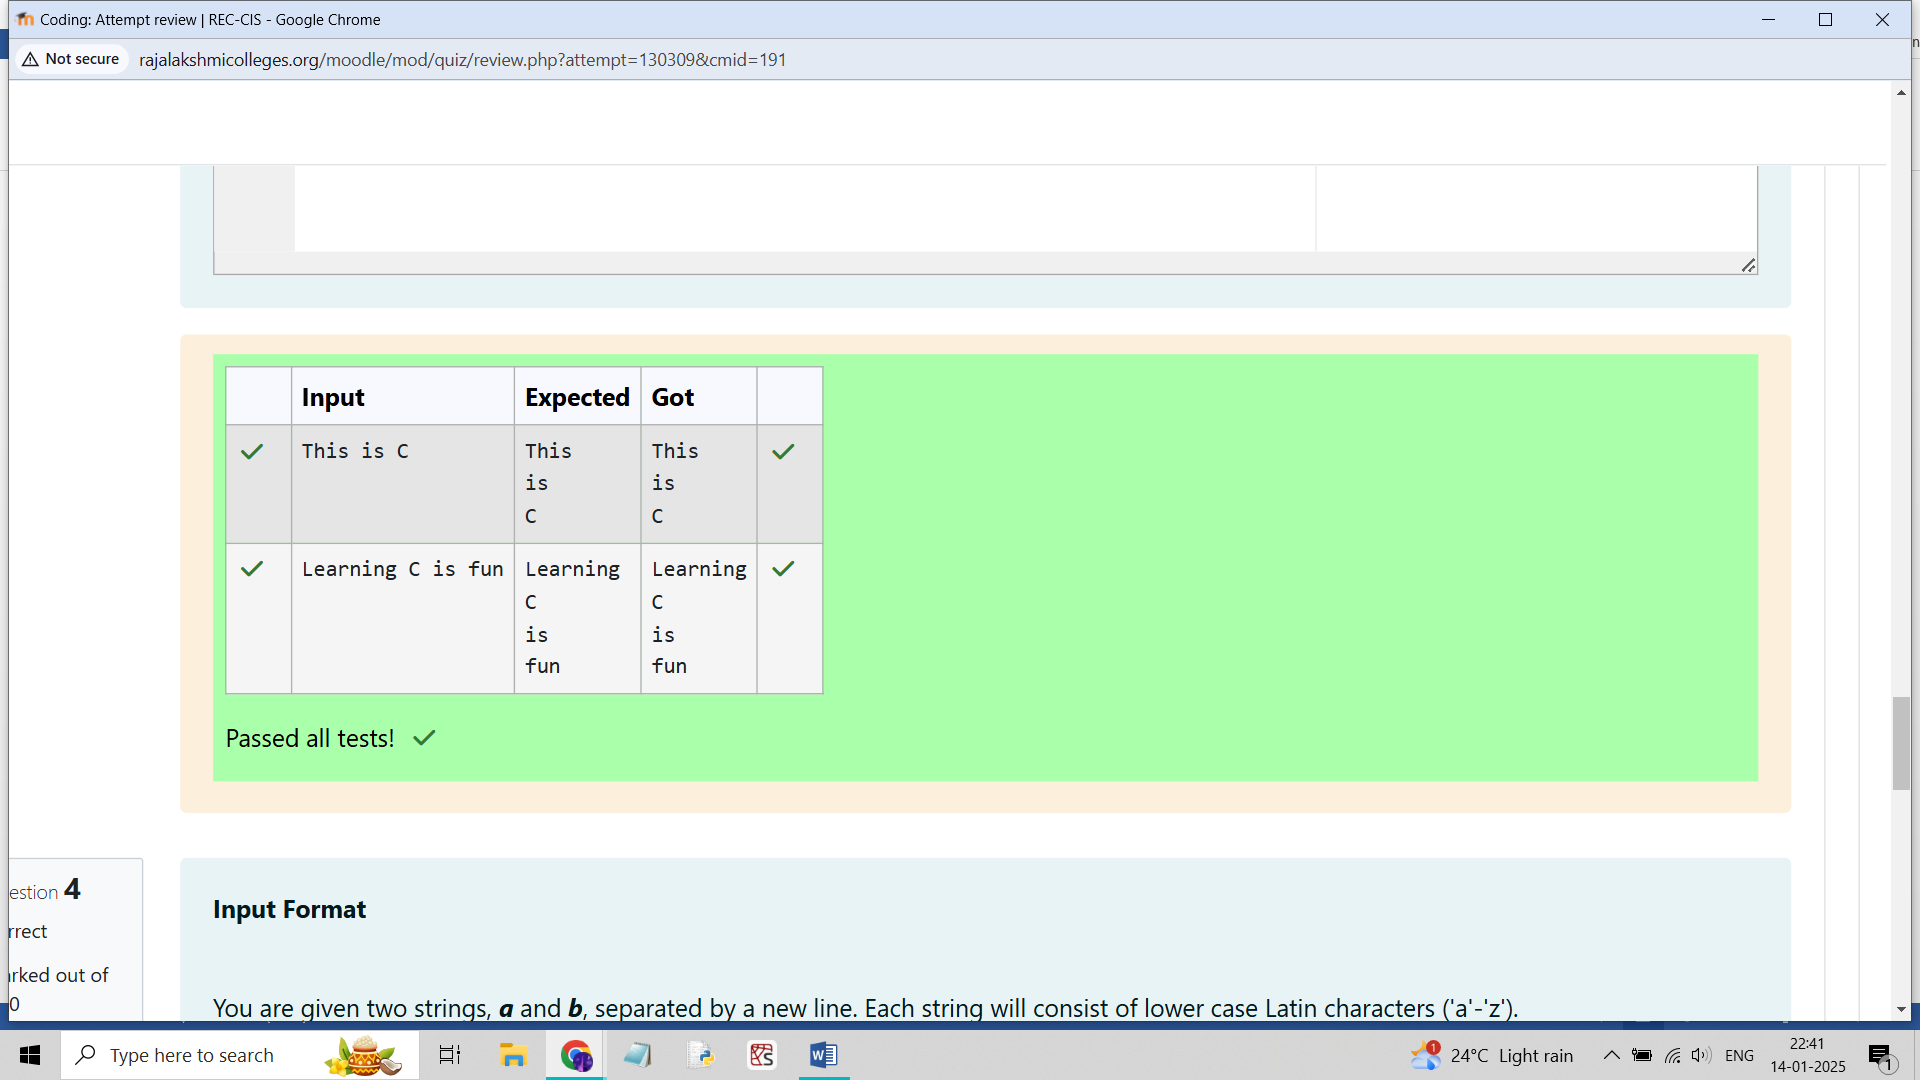 Coding: Attempt review | REC-CIS - Google Chrome
Not secure rajalakshmicolleges.org/moodle/mod/quiz/review.php?attempt=130309&cmid=191
Input Expected Got
This is C This This
is is
C C
Learning C is fun Learning Learning
C C
is is
fun fun
Passed all tests!
estion 4
rrect
arked out of
0
Input Format
You are given two strings, a and b, separated by a new line. Each string will consist of lower case Latin characters ('a'-'z').
Type here to search
1
24°C Light rain
ENG
22:41
14-01-2025
1